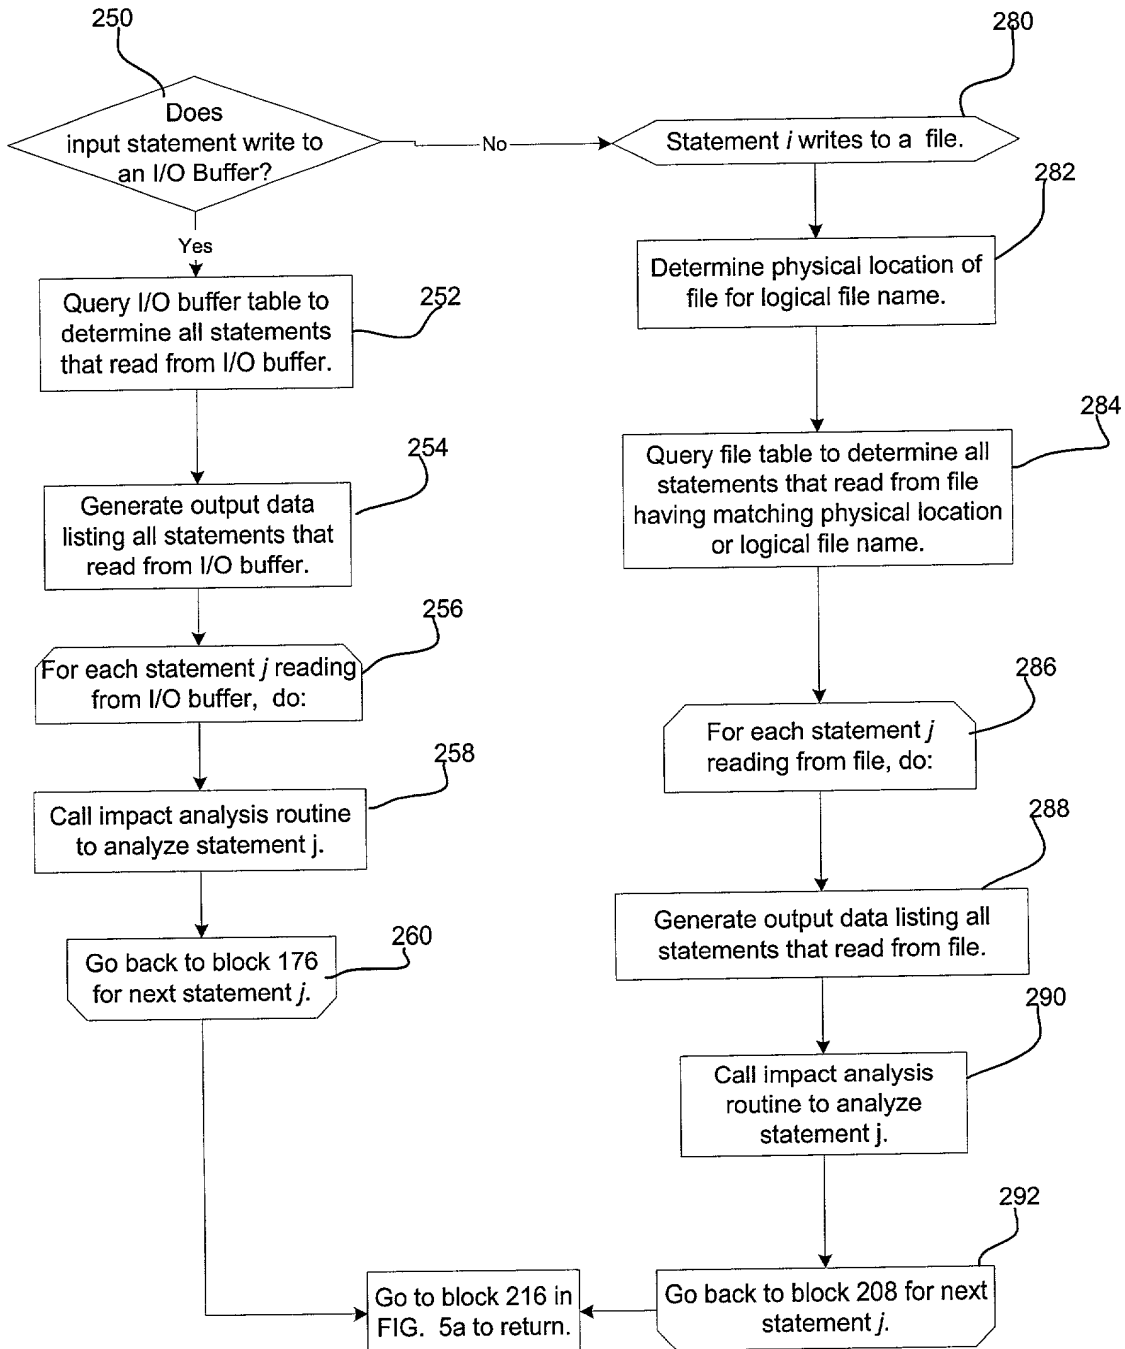 250
Does
input statement write to
an I/O Buffer?
No
Yes
Query I/O buffer table to
determine all statements
that read from I/O buffer.
252
Generate output data
listing all statements that
read from I/O buffer.
254
For each statement j reading
from I/O buffer, do:
256
Call impact analysis routine
to analyze statement j.
258
Go back to block 176
for next statement j.
260
280
Statement i writes to a file.
282
Determine physical location of
file for logical file name.
284
Query file table to determine all
statements that read from file
having matching physical location
or logical file name.
286
For each statement j
reading from file, do:
288
Generate output data listing all
statements that read from file.
290
Call impact analysis
routine to analyze
statement j.
292
Go back to block 208 for next
statement j.
Go to block 216 in
FIG. 5a to return.